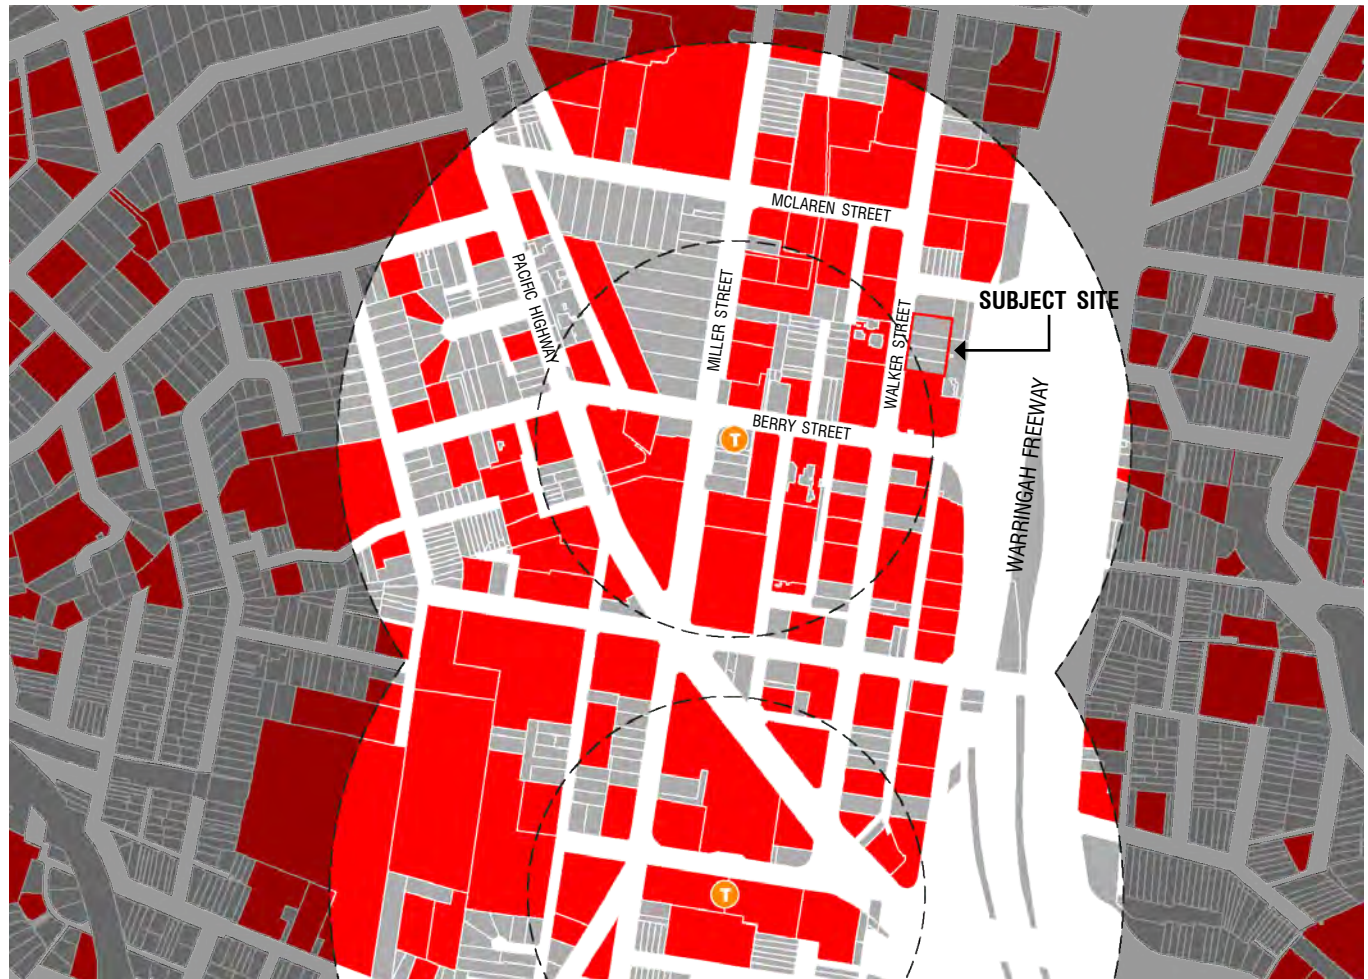 MCLAREN STREET
PACIFIC HIGHWAY
MILLER STREET
WALKER STREET
SUBJECT SITE
BERRY STREET
WARRINGAH FREEWAY
T
T